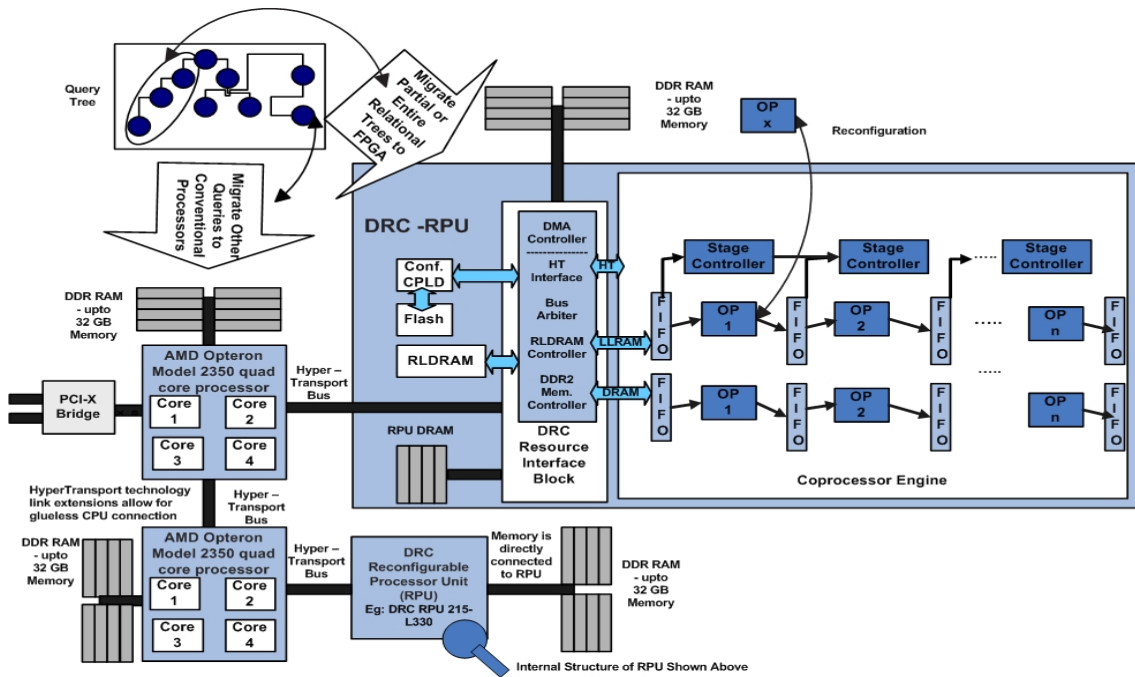 Query
Tree
Migrate
Partial or
Entire
Relational
Trees to
FPGA
Migrate Other
Queries to
Conventional
Processors
DDR RAM
- upto
32 GB
Memory
OP
x
Reconfiguration
DRC -RPU
Conf.
CPLD
Flash
RLDRAM
DMA
Controller
HT
Interface
Bus
Arbiter
RLDRAM
Controller
DDR2
Mem.
Controller
DRC
Resource
Interface
Block
HT
LLRAM
DRAM
Stage
Controller
Stage
Controller
Stage
Controller
FIFO
OP
1
FIFO
OP
2
FIFO
OP
n
FIFO
FIFO
OP
1
FIFO
OP
2
FIFO
OP
n
FIFO
Coprocessor Engine
RPU DRAM
DDR RAM
- upto
32 GB
Memory
AMD Opteron
Model 2350 quad
core processor
Core
1
Core
2
Core
3
Core
4
PCI-X
Bridge
Hyper –
Transport
Bus
HyperTransport technology
link extensions allow for
glueless CPU connection
Hyper –
Transport
Bus
DDR RAM
- upto
32 GB
Memory
AMD Opteron
Model 2350 quad
core processor
Core
1
Core
2
Core
3
Core
4
Hyper –
Transport
Bus
DRC
Reconfigurable
Processor Unit
(RPU)
Eg: DRC RPU 215-
L330
Memory is
directly
connected
to RPU
DDR RAM
- upto
32 GB
Memory
Internal Structure of RPU Shown Above